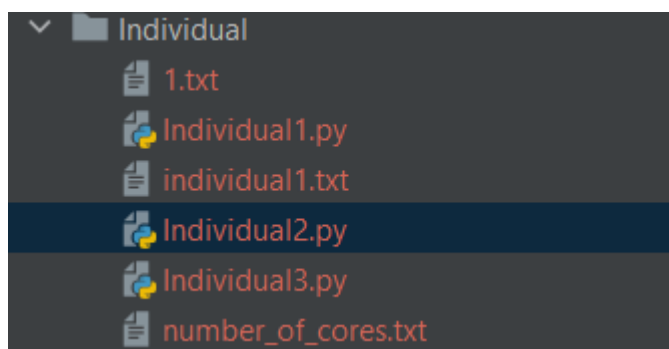 Individual
1.txt
Individual1.py
individual1.txt
Individual2.py
Individual3.py
number_of_cores.txt